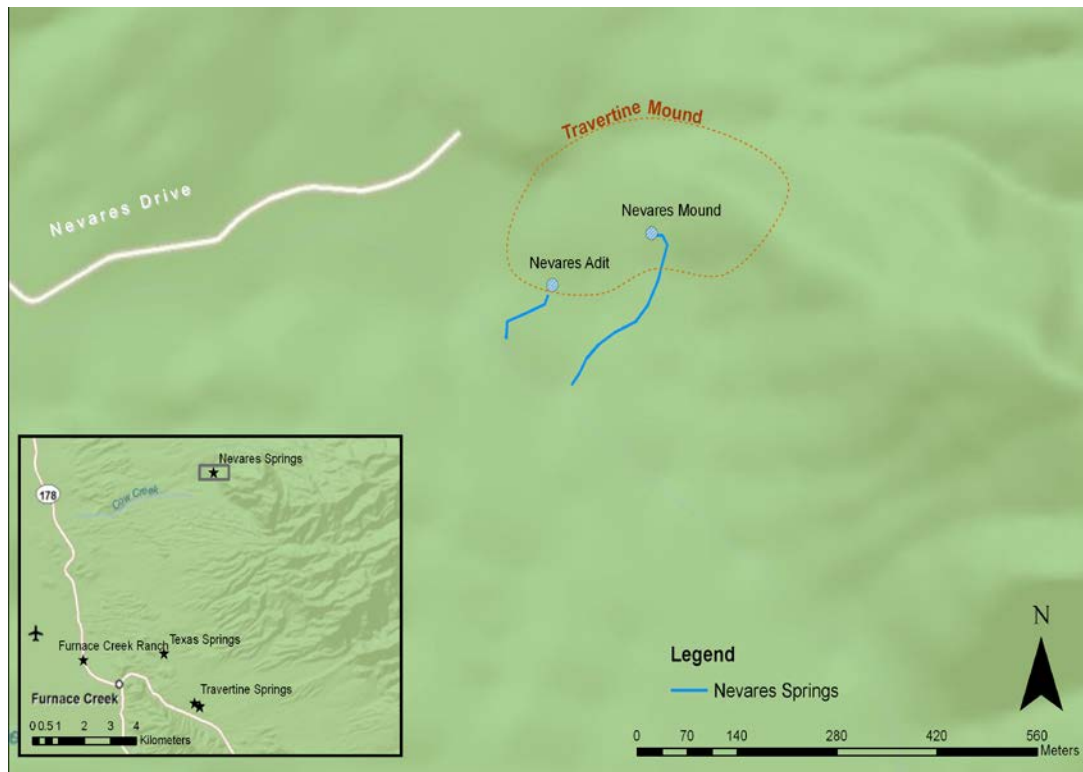 Travertine Mound
Nevares Drive
Nevares Mound
Nevares Adit
Nevares Springs
178
Cow Creek
Furnace Creek Ranch
Texas Springs
Furnace Creek
Travertine Springs
0 0.5 1 2 3 4
Kilometers
N
Legend
Nevares Springs
0 70 140 280 420 560
Meters